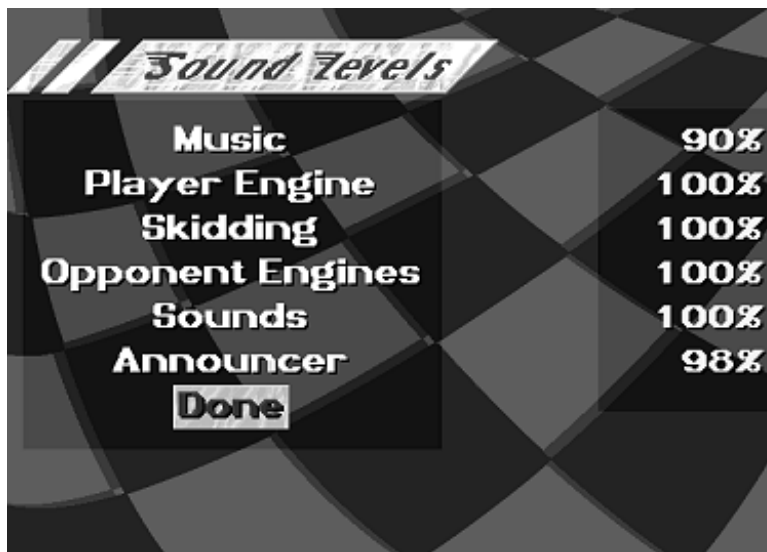 Sound Levels
Music 90%
Player Engine 100%
Skidding 100%
Opponent Engines 100%
Sounds 100%
Announcer 98%
Done